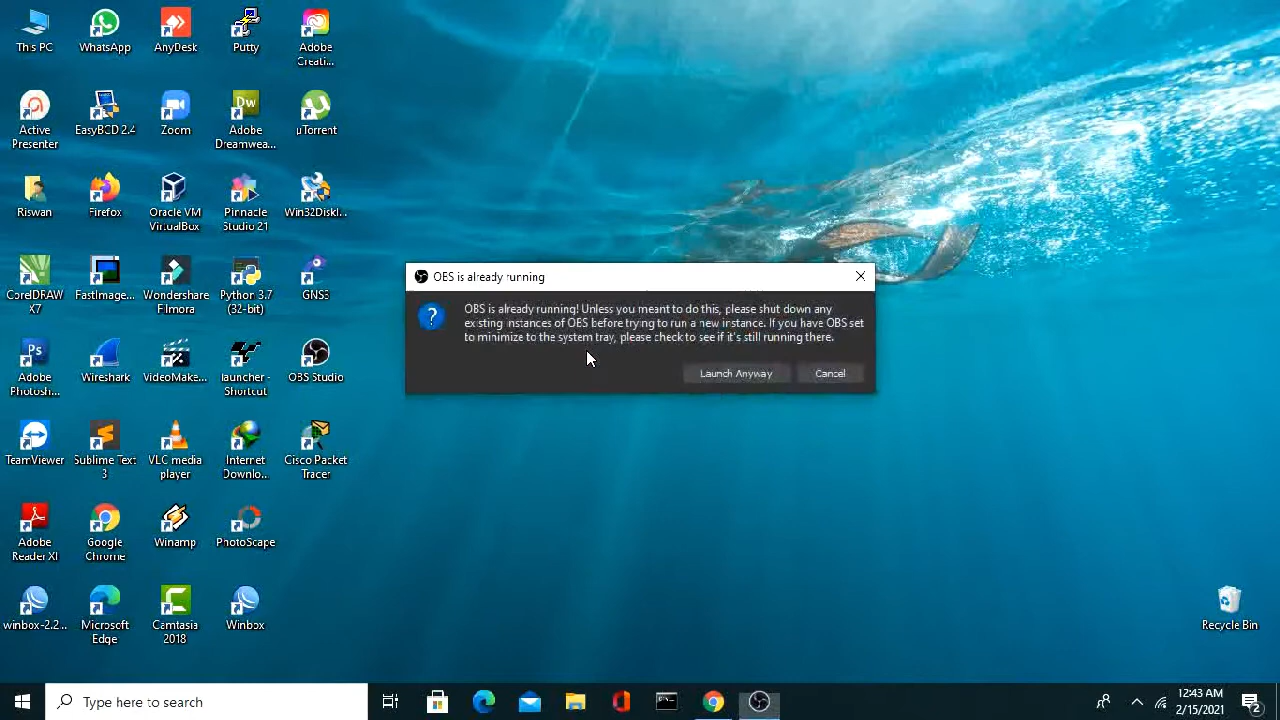 This PC
WhatsApp
AnyDesk
Putty
Adobe
Creati...
Active
Presenter
EasyBCD 2.4
Zoom
Dw
Adobe
Dreamwea...
µTorrent
Riswan
Firefox
Oracle VM
VirtualBox
Pinnacle
Studio 21
Win32DiskI...
CorelDRAW
X7
FastImage...
Wondershare
Filmora
Python 3.7
(32-bit)
GNS3
Ps
Adobe
Photosh...
Wireshark
VideoMake...
launcher -
Shortcut
OBS Studio
TeamViewer
Sublime Text
3
VLC media
player
Internet
Downlo...
Cisco Packet
Tracer
Adobe
Reader XI
Google
Chrome
Winamp
PhotoScape
winbox-2.2...
Microsoft
Edge
Camtasia
2018
Winbox
OBS is already running
OBS is already running! Unless you meant to do this, please shut down any
existing instances of OBS before trying to run a new instance. If you have OBS set
to minimize to the system tray, please check to see if it's still running there.
Launch Anyway
Cancel
Recycle Bin
Type here to search
12:43 AM
2/15/2021
2